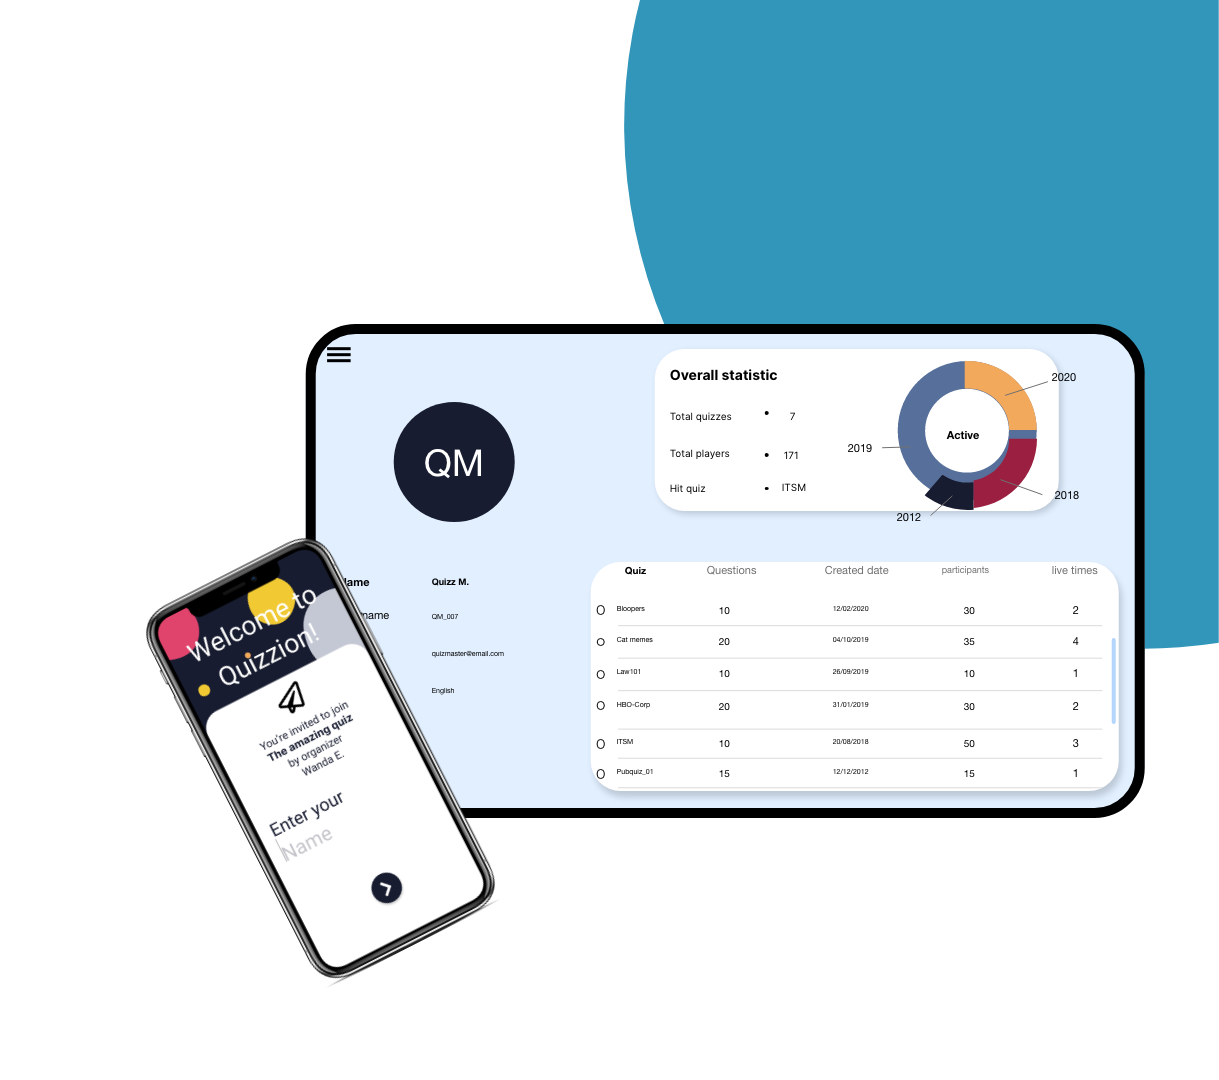 Overall statistic
Total quizzes • 7
Total players • 171
Hit quiz • ITSM
Active
2020
2019
2018
2012
QM
Quizz M.
QM_007
quizmaster@email.com
English
Quiz Questions Created date participants live times
O Bloopers 10 12/02/2020 30 2
O Cat memes 20 04/10/2019 35 4
O Law101 10 26/09/2019 10 1
O HBO-Corp 20 31/01/2019 30 2
O ITSM 10 20/08/2018 50 3
O Pubquiz_01 15 12/12/2012 15 1
Welcome to
Quizzion!
You're invited to join
The amazing quiz
by organizer
Wanda E.
Enter your
Name